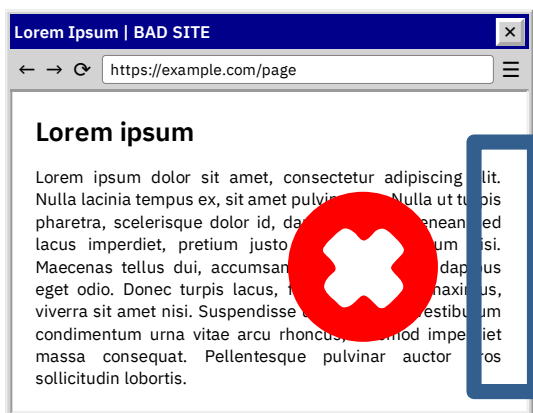 Lorem Ipsum | BAD SITE
https://example.com/page
Lorem ipsum
Lorem ipsum dolor sit amet, consectetur adipiscing
Nulla lacinia tempus ex, sit amet Nulla ut
pharetra, scelerisque dolor id,
lacus imperdiet, pretium justo
Maecenas tellus dui, accumsan
eget odio. Donec turpis lacus,
viverra sit amet nisi. Suspendisse
condimentum urna vitae arcu rhoncus,
massa consequat. Pellentesque pulvinar auctor
sollicitudin lobortis.